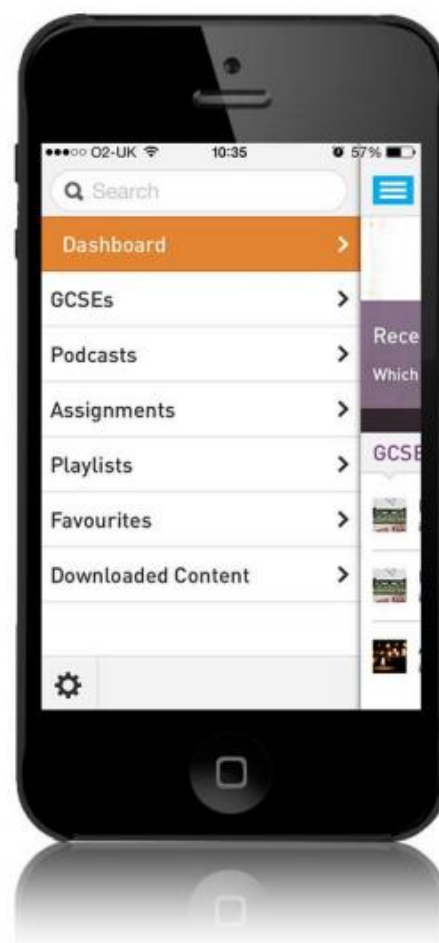 O2-UK 10:35 57%
Search
Dashboard
GCSEs
Podcasts
Assignments
Playlists
Favourites
Downloaded Content
Rece
Which
GCSE